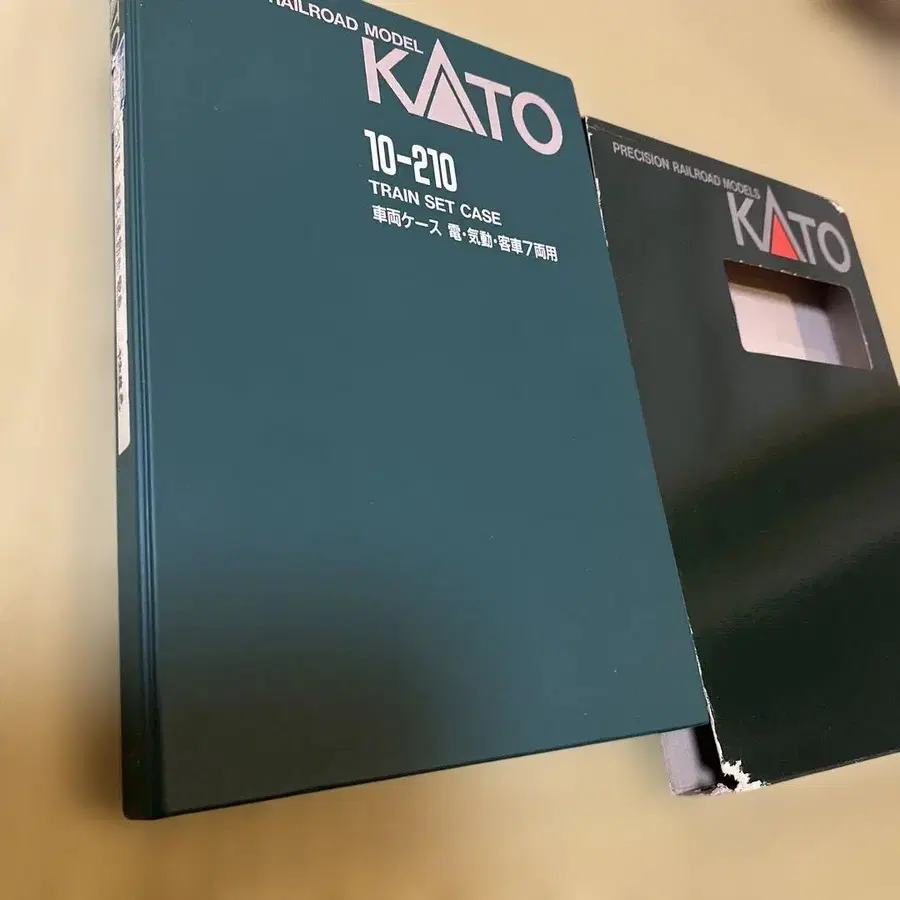 RAILROAD MODEL
KATO
10-210
TRAIN SET CASE
車両ケース 電・気動・客車7両用
PRECISION RAILROAD MODELS
KATO